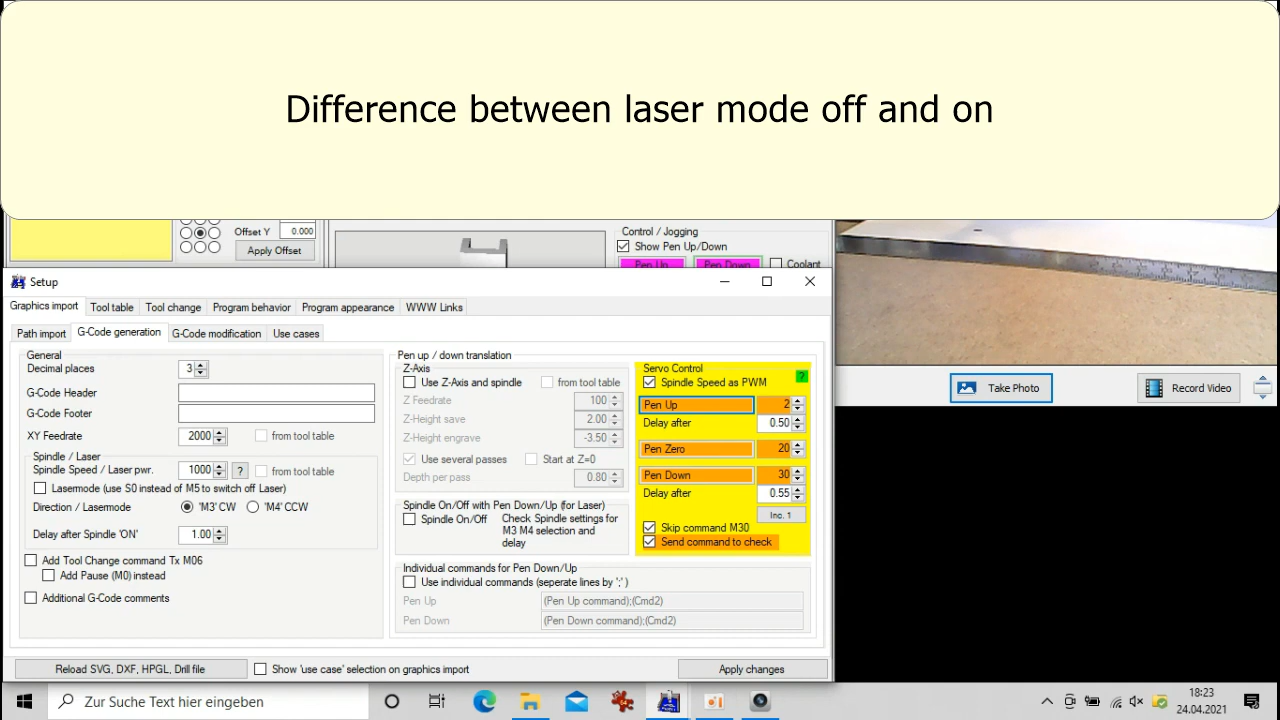 Difference between laser mode off and on
Offset Y 0.000
Apply Offset
Control / Jogging
Show Pen Up/Down
Pen Up Pen Down Coolant
Setup
Graphics import Tool table Tool change Program behavior Program appearance WWW Links
Path import G-Code generation G-Code modification Use cases
General
Decimal places 3
G-Code Header
G-Code Footer
XY Feedrate 2000 from tool table
Spindle / Laser
Spindle Speed / Laser pwr. 1000 ? from tool table
Lasermode (use S0 instead of M5 to switch off Laser)
Direction / Lasermode 'M3' CW 'M4' CCW
Delay after Spindle 'ON' 1.00
Add Tool Change command Tx M06
Add Pause (M0) instead
Additional G-Code comments
Pen up / down translation
Z-Axis
Use Z-Axis and spindle from tool table
Z Feedrate 100
Z-Height save 2.00
Z-Height engrave -3.50
Use several passes Start at Z=0
Depth per pass 0.80
Spindle On/Off with Pen Down/Up (for Laser)
Spindle On/Off Check Spindle settings for
M3 M4 selection and
delay
Servo Control
Spindle Speed as PWM ?
Pen Up 2
Delay after 0.50
Pen Zero 20
Pen Down 30
Delay after 0.55
Inc. 1
Skip command M30
Send command to check
Individual commands for Pen Down/Up
Use individual commands (seperate lines by ';' )
Pen Up (Pen Up command);(Cmd2)
Pen Down (Pen Down command);(Cmd2)
Reload SVG, DXF, HPGL, Drill file Show 'use case' selection on graphics import Apply changes
Take Photo Record Video
Zur Suche Text hier eingeben
18:23
24.04.2021